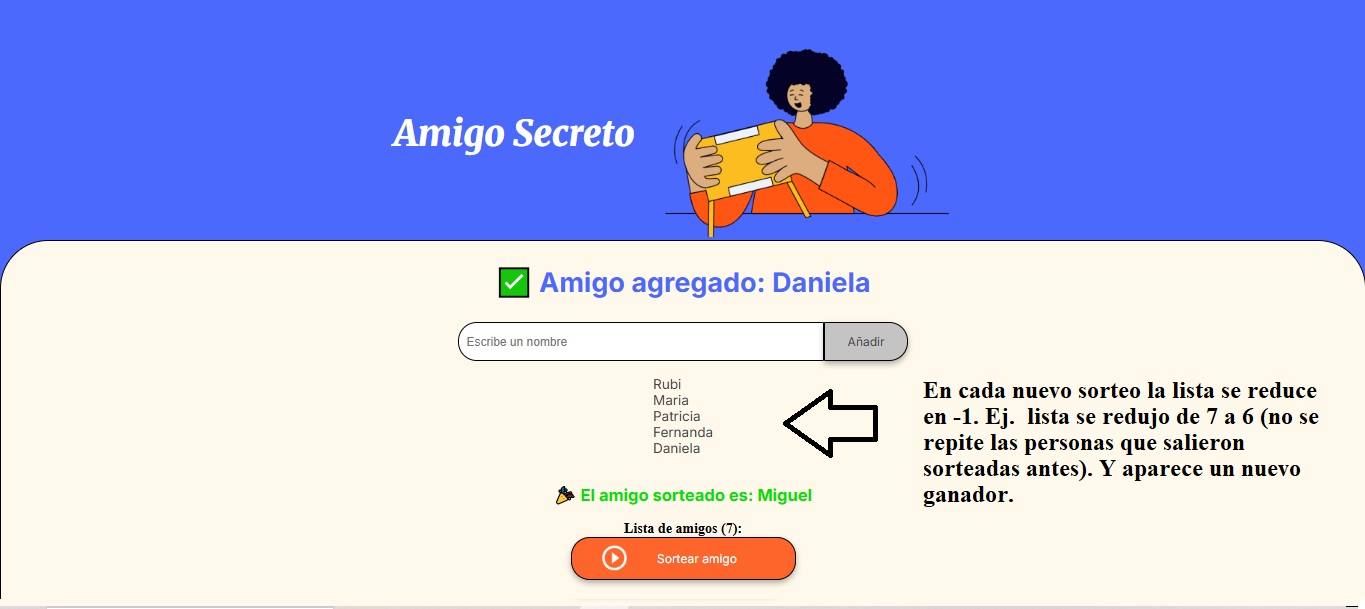 Amigo Secreto
✅ Amigo agregado: Daniela
Escribe un nombre
Añadir
Rubi
Maria
Patricia
Fernanda
Daniela
En cada nuevo sorteo la lista se reduce
en -1. Ej.  lista se redujo de 7 a 6 (no se
repite las personas que salieron
sorteadas antes). Y aparece un nuevo
ganador.
🎉 El amigo sorteado es: Miguel
Lista de amigos (7):
Sortear amigo